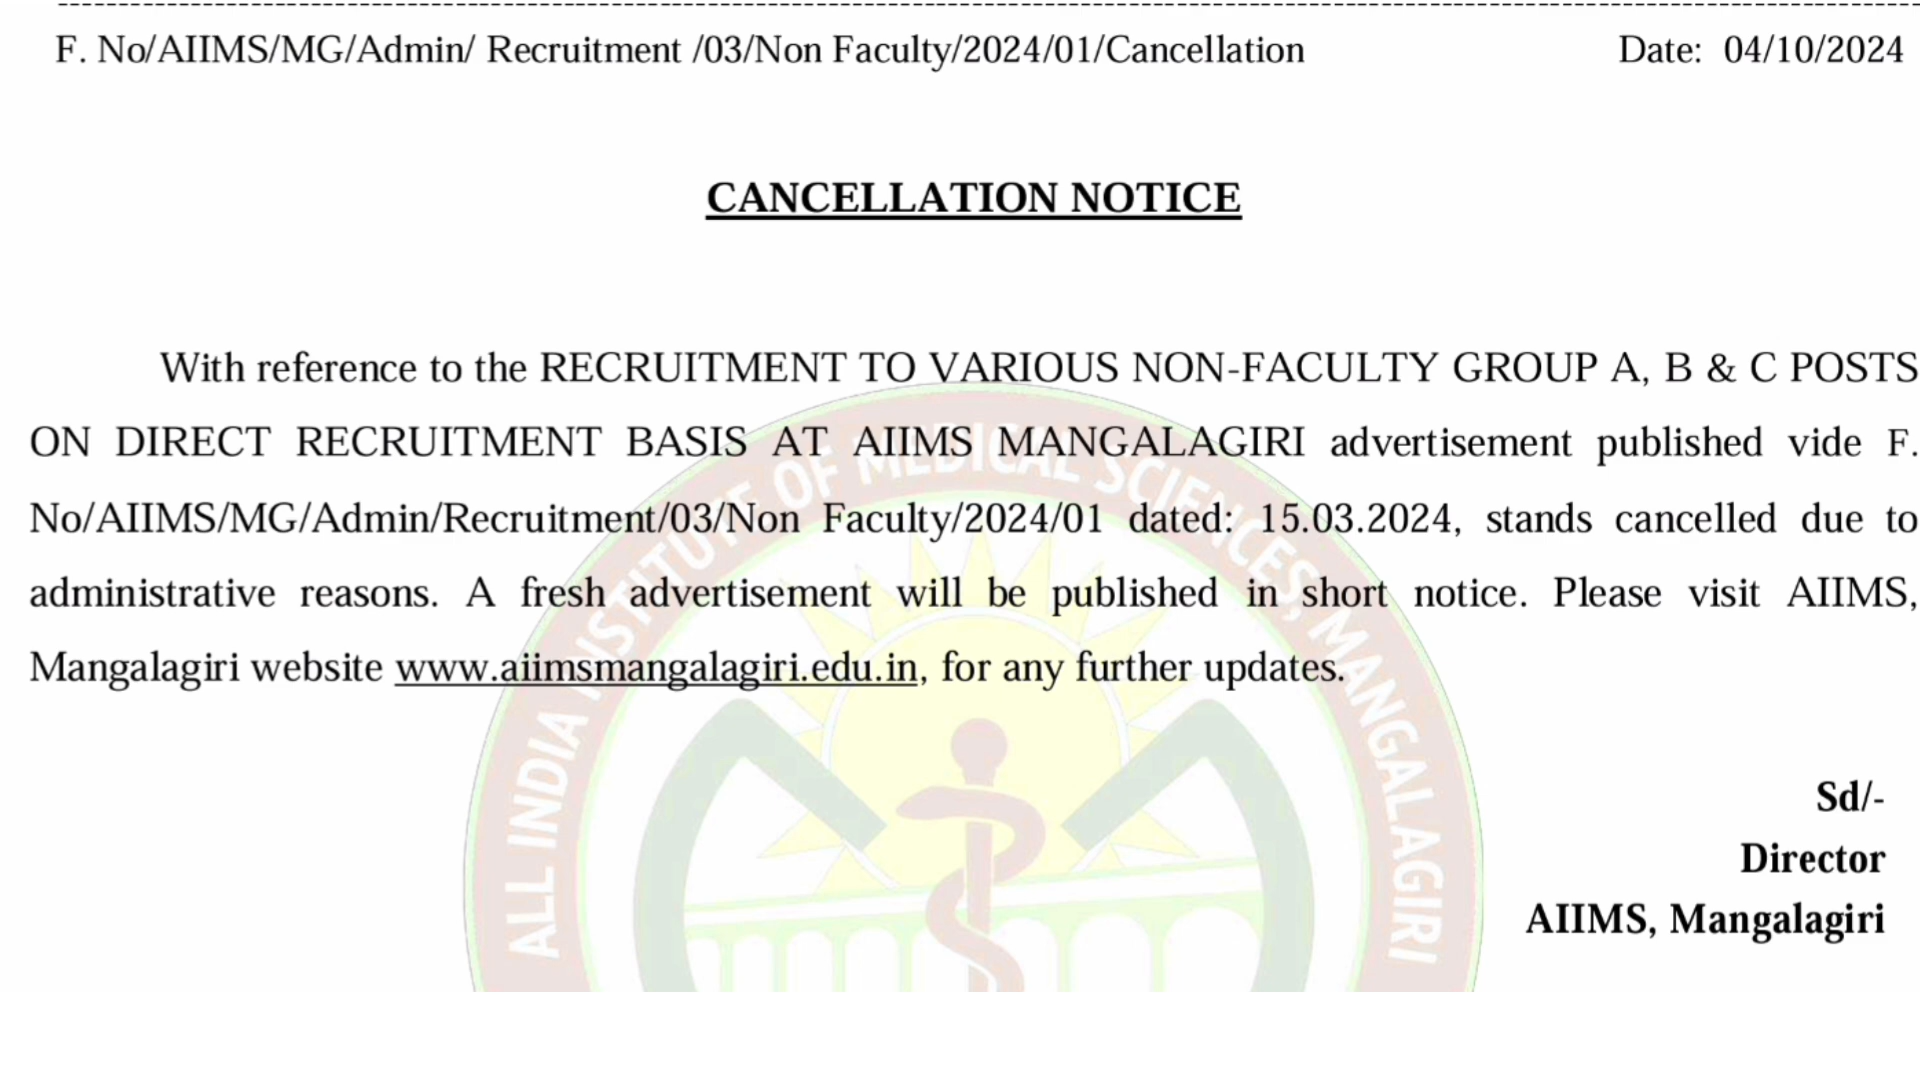 F. No/AIIMS/MG/Admin/ Recruitment /03/Non Faculty/2024/01/Cancellation Date: 04/10/2024
CANCELLATION NOTICE
With reference to the RECRUITMENT TO VARIOUS NON-FACULTY GROUP A, B & C POSTS
ON DIRECT RECRUITMENT BASIS AT AIIMS MANGALAGIRI advertisement published vide F.
No/AIIMS/MG/Admin/Recruitment/03/Non Faculty/2024/01 dated: 15.03.2024, stands cancelled due to
administrative reasons. A fresh advertisement will be published in short notice. Please visit AIIMS,
Mangalagiri website www.aiimsmangalagiri.edu.in, for any further updates.
Sd/-
Director
AIIMS, Mangalagiri
ALL INDIA INSTITUTE OF MEDICAL SCIENCES, MANGALAGIRI